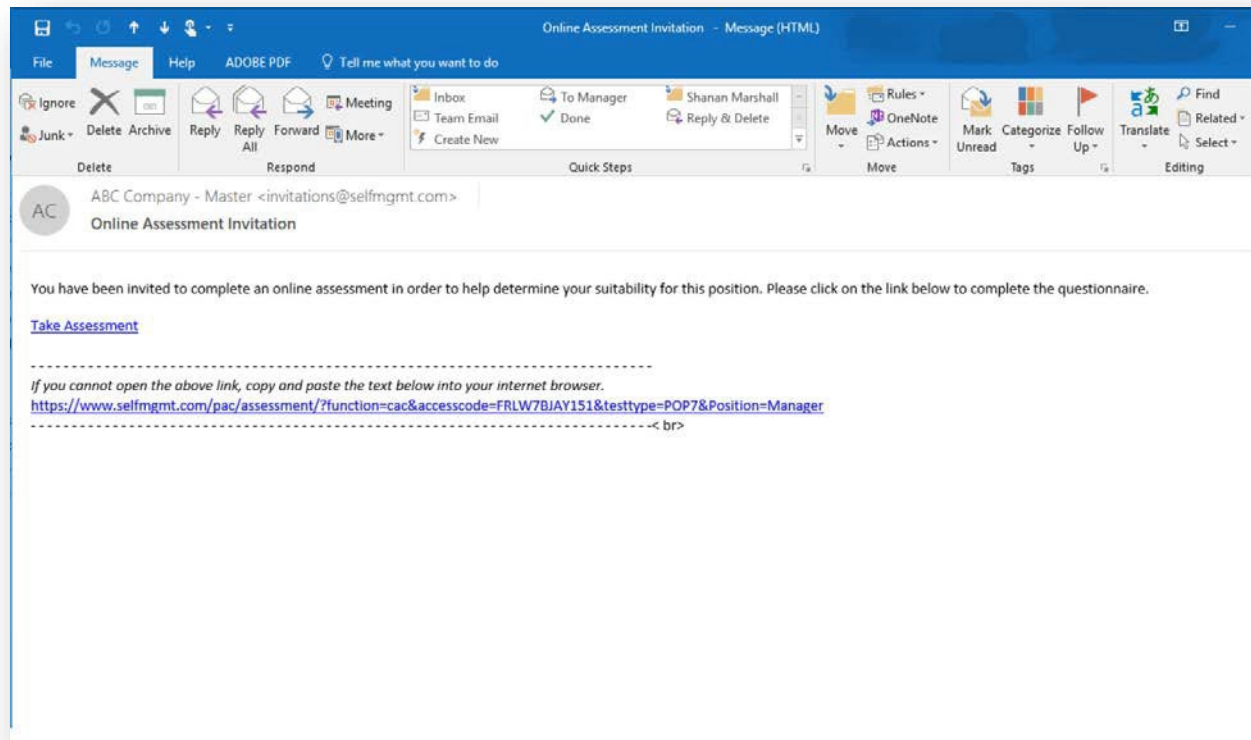 Online Assessment Invitation - Message (HTML)
File Message Help ADOBE PDF Tell me what you want to do
Ignore
Junk
Delete
Archive
Delete
Reply
Reply All
Forward
Meeting
More
Respond
Inbox
Team Email
Create New
To Manager
Done
Shanan Marshall
Reply & Delete
Quick Steps
Move
Rules
OneNote
Actions
Move
Mark Unread
Categorize
Follow Up
Tags
Translate
Find
Related
Select
Editing
AC
ABC Company - Master <invitations@selfmgmt.com>
Online Assessment Invitation
You have been invited to complete an online assessment in order to help determine your suitability for this position. Please click on the link below to complete the questionnaire.
Take Assessment
- - - - - - - - - - - - - - - - - - - - - - - - - - - - - - - - - - - - - - - - - - - - - - - - - - - - - - - - - - - - - - - - - - - - - - - - - - - -
If you cannot open the above link, copy and paste the text below into your internet browser.
https://www.selfmgmt.com/pac/assessment/?function=cac&accesscode=FRLW7BJAY151&testtype=POP7&Position=Manager
- - - - - - - - - - - - - - - - - - - - - - - - - - - - - - - - - - - - - - - - - - - - - - - - - - - - - - - - - - - - - - - - - - - - - - - - - - - -< br>